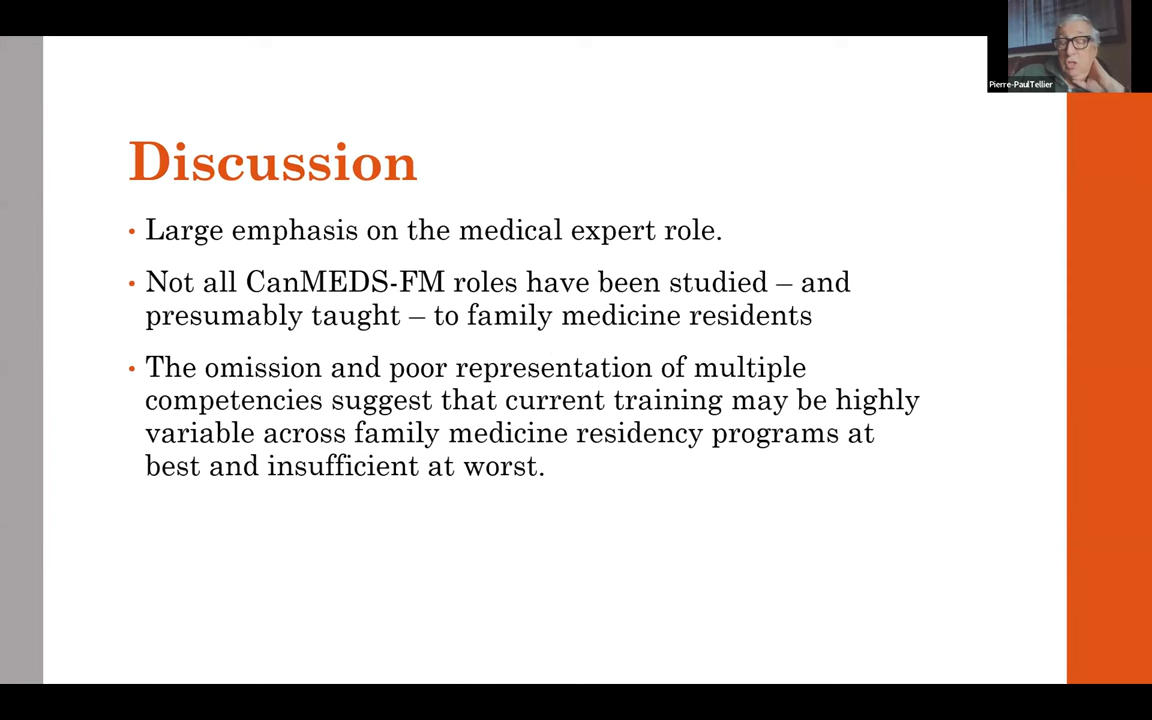 Pierre-Paul Tellier
Discussion
• Large emphasis on the medical expert role.
• Not all CanMEDS-FM roles have been studied – and
presumably taught – to family medicine residents
• The omission and poor representation of multiple
competencies suggest that current training may be highly
variable across family medicine residency programs at
best and insufficient at worst.